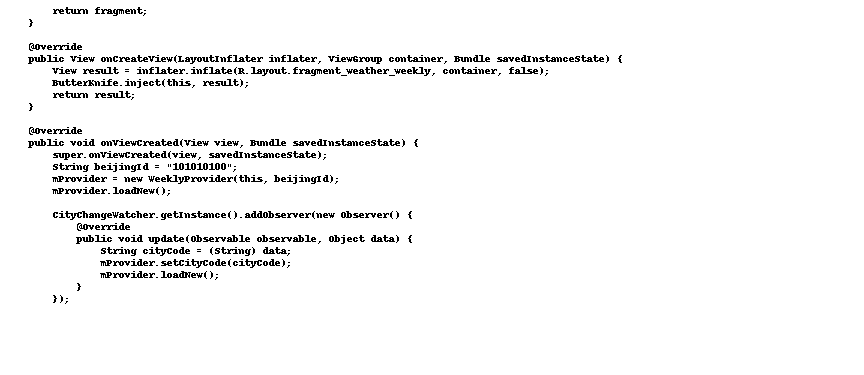 return fragment;
}
@Override
public View onCreateView(LayoutInflater inflater, ViewGroup container, Bundle savedInstanceState) {
View result = inflater.inflate(R.layout.fragment_weather_weekly, container, false);
ButterKnife.inject(this, result);
return result;
}
@Override
public void onViewCreated(View view, Bundle savedInstanceState) {
super.onViewCreated(view, savedInstanceState);
String beijingId = "101010100";
mProvider = new WeeklyProvider(this, beijingId);
mProvider.loadNew();
CityChangeWatcher.getInstance().addObserver(new Observer() {
@Override
public void update(Observable observable, Object data) {
String cityCode = (String) data;
mProvider.setCityCode(cityCode);
mProvider.loadNew();
}
});